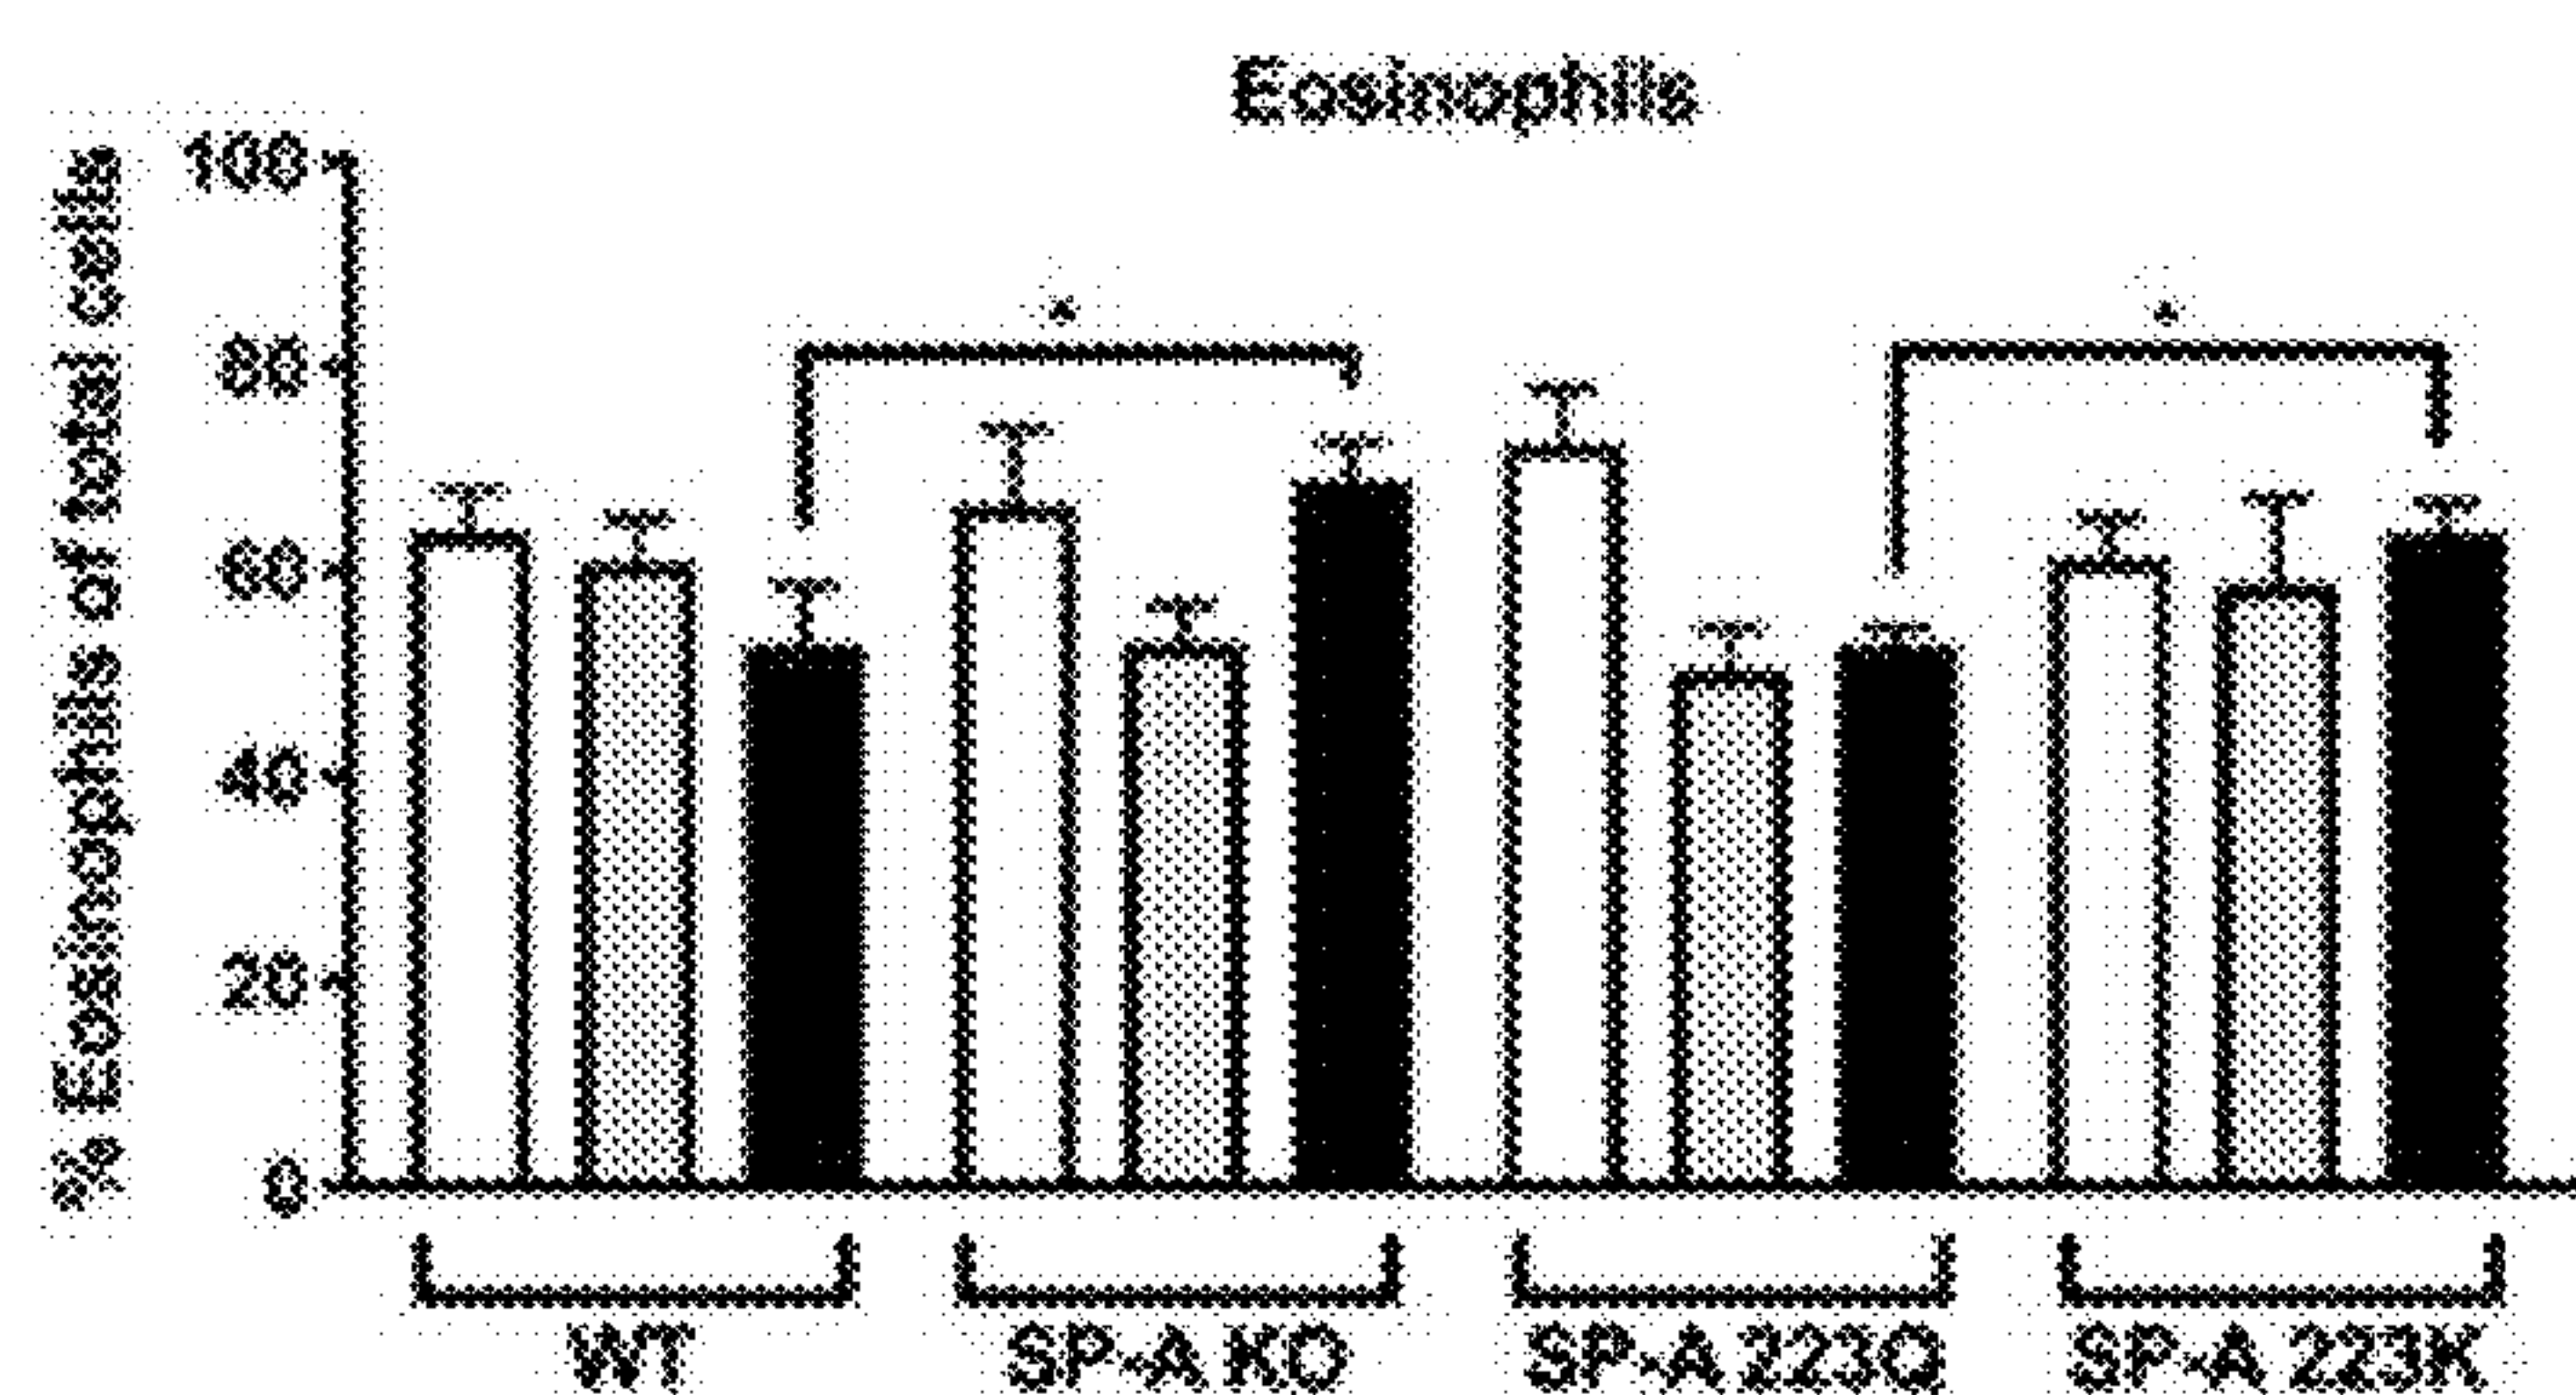 Eosinophils
% Eosinophils of total cells
100
80
60
40
20
0
*
*
WT
SP-A KO
SP-A 223Q
SP-A 223K